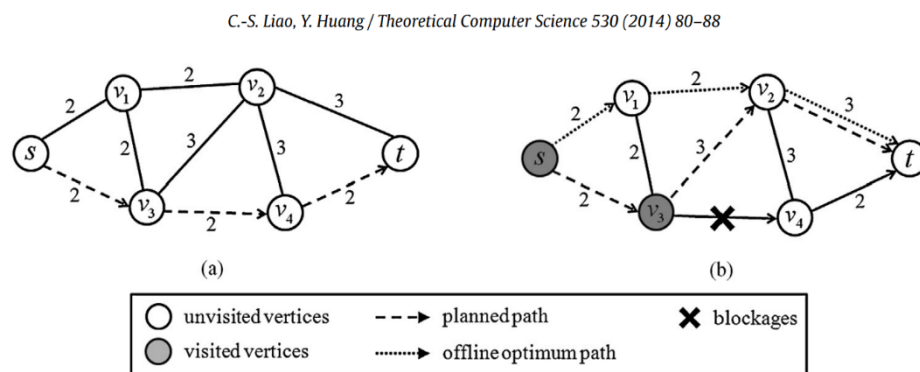 C.-S. Liao, Y. Huang / Theoretical Computer Science 530 (2014) 80–88
2
v1
v2
2
3
s
2
3
3
t
2
v3
2
v4
2
(a)
2
v1
v2
2
3
s
2
3
3
t
2
v3
v4
2
(b)
unvisited vertices
planned path
blockages
visited vertices
offline optimum path